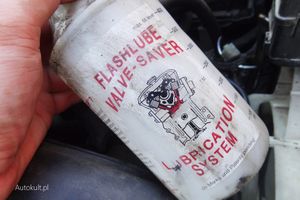 FLASHLUBE
VALVE-SAVER
LUBRICATION
SYSTEM
Autokult.pl